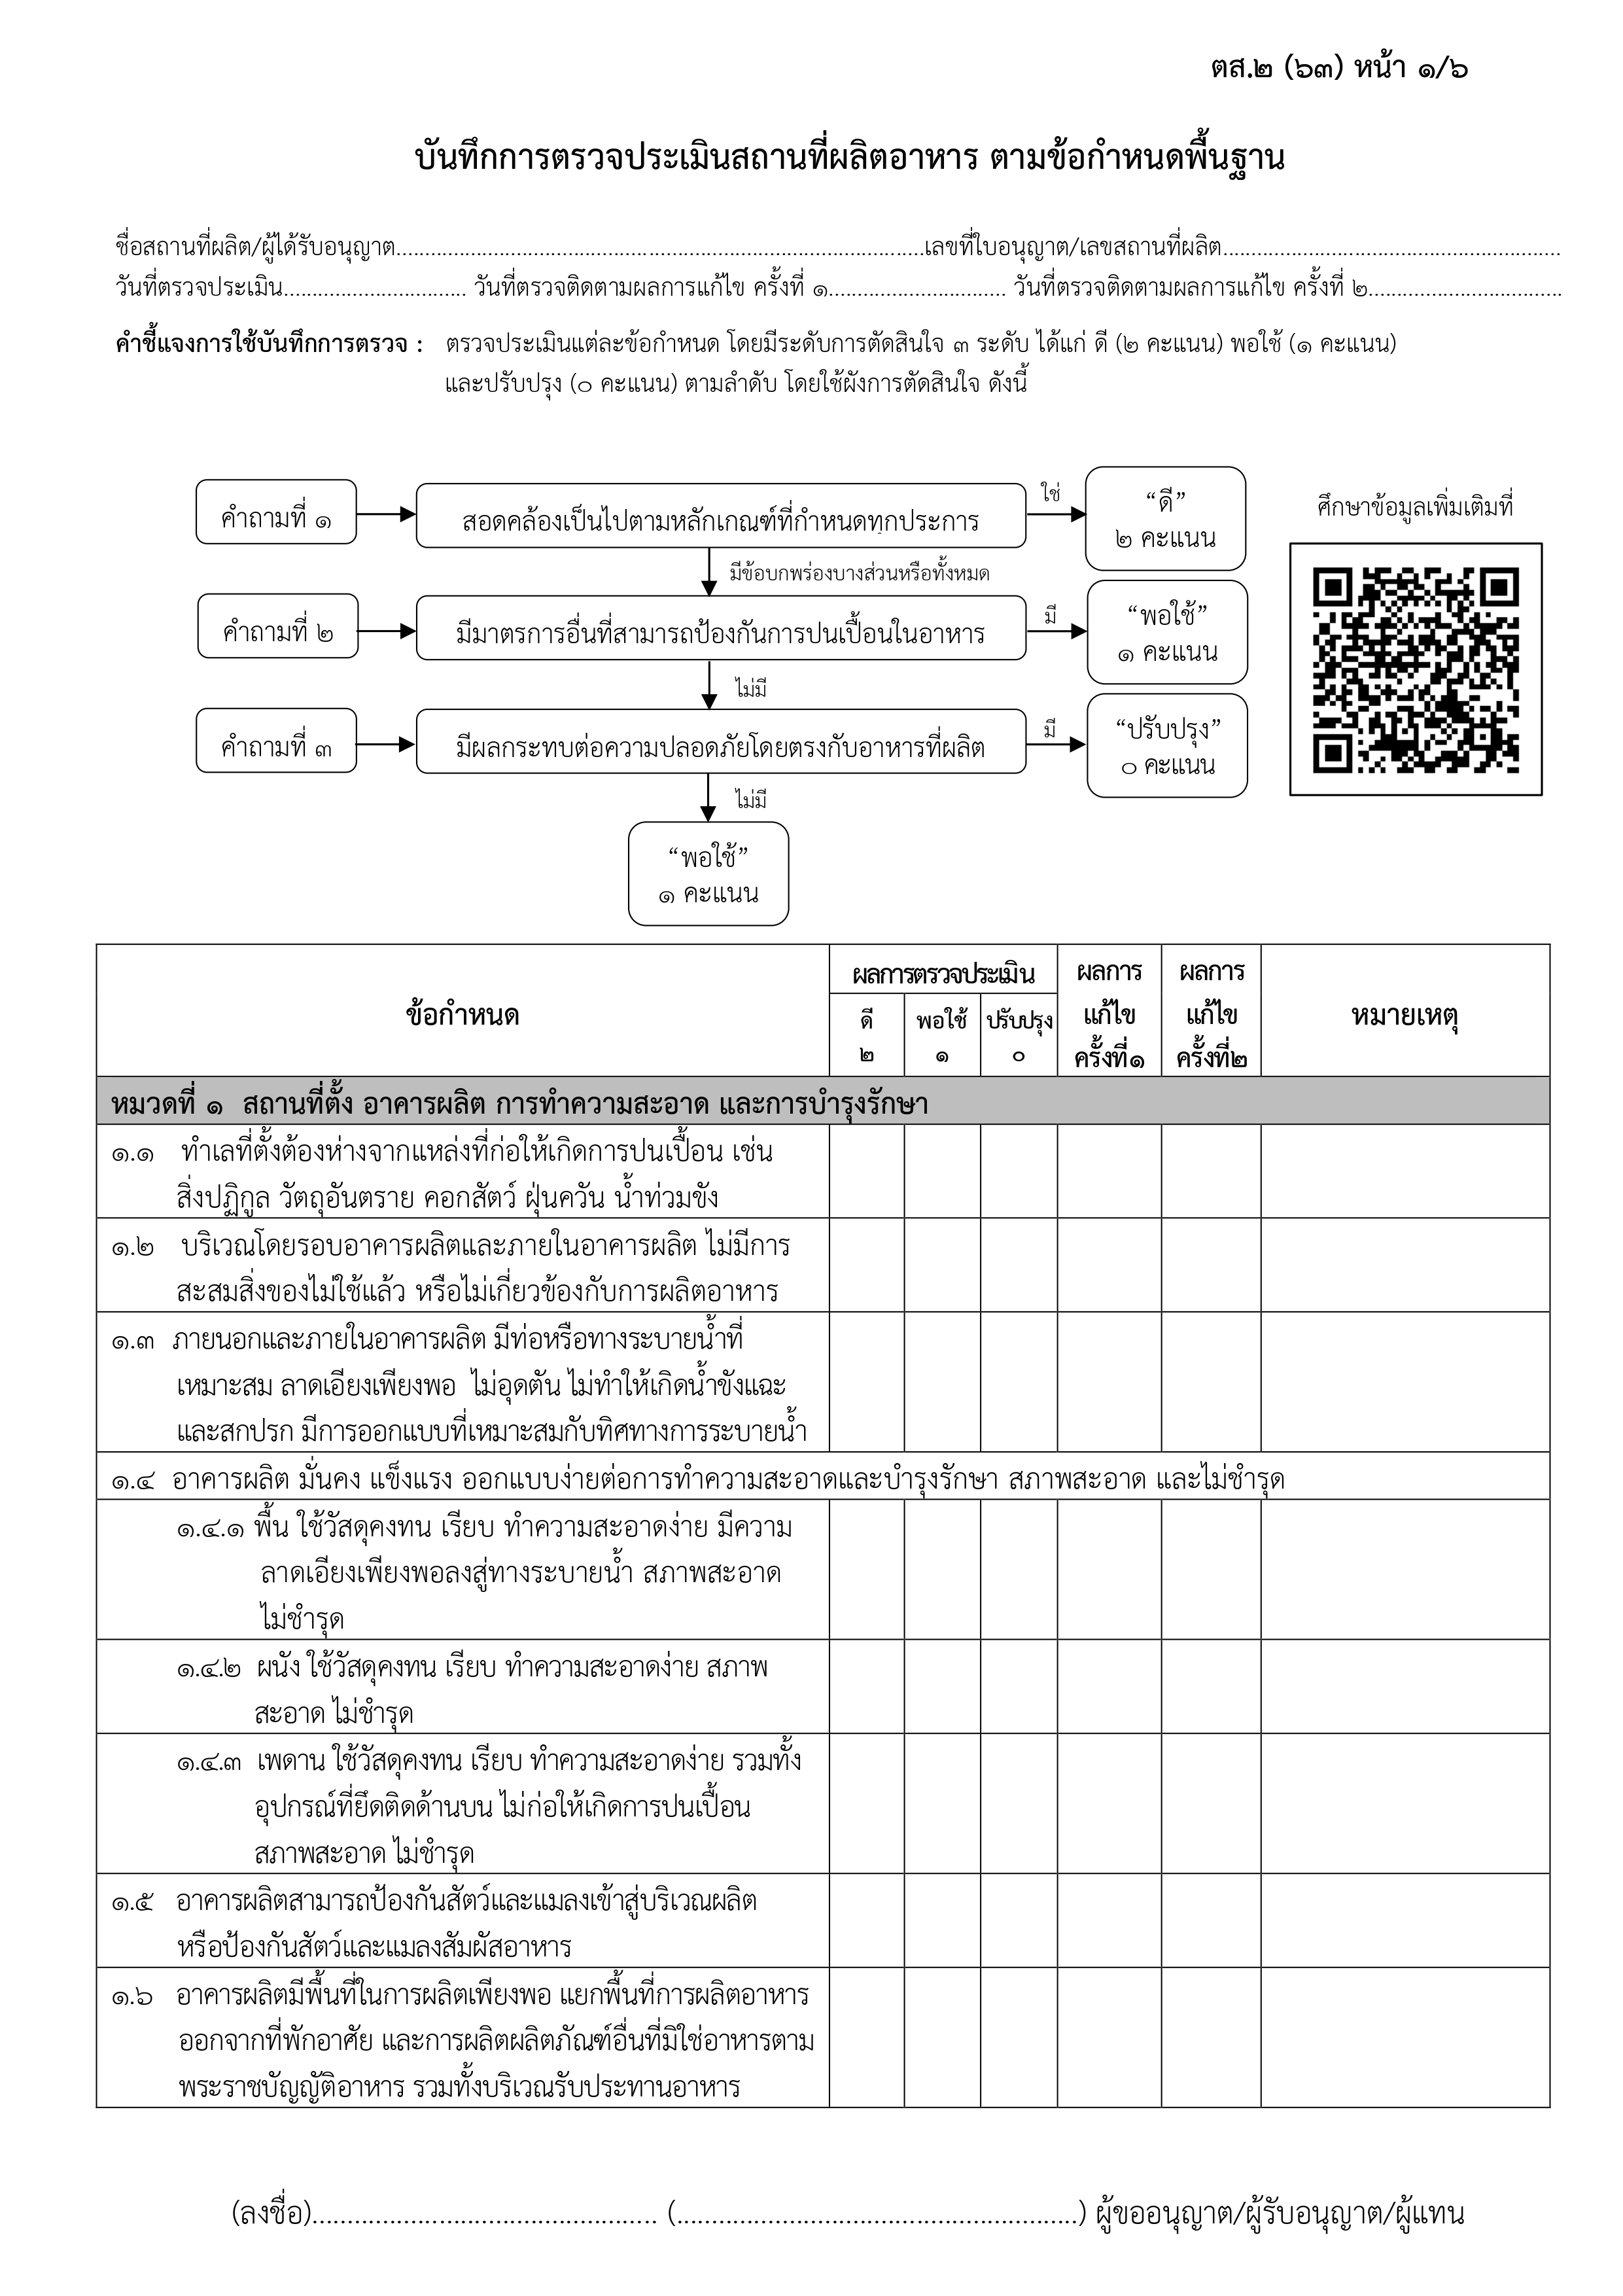 ตส.๒ (๖๓) หน้า ๑/๖
บันทึกการตรวจประเมินสถานที่ผลิตอาหาร ตามข้อกำหนดพื้นฐาน
ชื่อสถานที่ผลิต/ผู้ได้รับอนุญาต............................................................................................เลขที่ใบอนุญาต/เลขสถานที่ผลิต...........................................................
วันที่ตรวจประเมิน................................ วันที่ตรวจติดตามผลการแก้ไข ครั้งที่ ๑............................... วันที่ตรวจติดตามผลการแก้ไข ครั้งที่ ๒..................................
คำชี้แจงการใช้บันทึกการตรวจ : ตรวจประเมินแต่ละข้อกำหนด โดยมีระดับการตัดสินใจ ๓ ระดับ ได้แก่ ดี (๒ คะแนน) พอใช้ (๑ คะแนน)
และปรับปรุง (๐ คะแนน) ตามลำดับ โดยใช้ผังการตัดสินใจ ดังนี้
คำถามที่ ๑
สอดคล้องเป็นไปตามหลักเกณฑ์ที่กำหนดทุกประการ
ใช่
“ดี”
๒ คะแนน
ศึกษาข้อมูลเพิ่มเติมที่
มีข้อบกพร่องบางส่วนหรือทั้งหมด
คำถามที่ ๒
มีมาตรการอื่นที่สามารถป้องกันการปนเปื้อนในอาหาร
มี
“พอใช้”
๑ คะแนน
ไม่มี
คำถามที่ ๓
มีผลกระทบต่อความปลอดภัยโดยตรงกับอาหารที่ผลิต
มี
“ปรับปรุง”
๐ คะแนน
ไม่มี
“พอใช้”
๑ คะแนน
ข้อกำหนด
ผลการตรวจประเมิน
ดี
๒
พอใช้
๑
ปรับปรุง
๐
ผลการ
แก้ไข
ครั้งที่๑
ผลการ
แก้ไข
ครั้งที่๒
หมายเหตุ
หมวดที่ ๑ สถานที่ตั้ง อาคารผลิต การทำความสะอาด และการบำรุงรักษา
๑.๑ ทำเลที่ตั้งต้องห่างจากแหล่งที่ก่อให้เกิดการปนเปื้อน เช่น
สิ่งปฏิกูล วัตถุอันตราย คอกสัตว์ ฝุ่นควัน น้ำท่วมขัง
๑.๒ บริเวณโดยรอบอาคารผลิตและภายในอาคารผลิต ไม่มีการ
สะสมสิ่งของไม่ใช้แล้ว หรือไม่เกี่ยวข้องกับการผลิตอาหาร
๑.๓ ภายนอกและภายในอาคารผลิต มีท่อหรือทางระบายน้ำที่
เหมาะสม ลาดเอียงเพียงพอ ไม่อุดตัน ไม่ทำให้เกิดน้ำขังแฉะ
และสกปรก มีการออกแบบที่เหมาะสมกับทิศทางการระบายน้ำ
๑.๔ อาคารผลิต มั่นคง แข็งแรง ออกแบบง่ายต่อการทำความสะอาดและบำรุงรักษา สภาพสะอาด และไม่ชำรุด
๑.๔.๑ พื้น ใช้วัสดุคงทน เรียบ ทำความสะอาดง่าย มีความ
ลาดเอียงเพียงพอลงสู่ทางระบายน้ำ สภาพสะอาด
ไม่ชำรุด
๑.๔.๒ ผนัง ใช้วัสดุคงทน เรียบ ทำความสะอาดง่าย สภาพ
สะอาด ไม่ชำรุด
๑.๔.๓ เพดาน ใช้วัสดุคงทน เรียบ ทำความสะอาดง่าย รวมทั้ง
อุปกรณ์ที่ยึดติดด้านบน ไม่ก่อให้เกิดการปนเปื้อน
สภาพสะอาด ไม่ชำรุด
๑.๕ อาคารผลิตสามารถป้องกันสัตว์และแมลงเข้าสู่บริเวณผลิต
หรือป้องกันสัตว์และแมลงสัมผัสอาหาร
๑.๖ อาคารผลิตมีพื้นที่ในการผลิตเพียงพอ แยกพื้นที่การผลิตอาหาร
ออกจากที่พักอาศัย และการผลิตผลิตภัณฑ์อื่นที่มิใช่อาหารตาม
พระราชบัญญัติอาหาร รวมทั้งบริเวณรับประทานอาหาร
(ลงชื่อ)................................................. (.........................................................) ผู้ขออนุญาต/ผู้รับอนุญาต/ผู้แทน